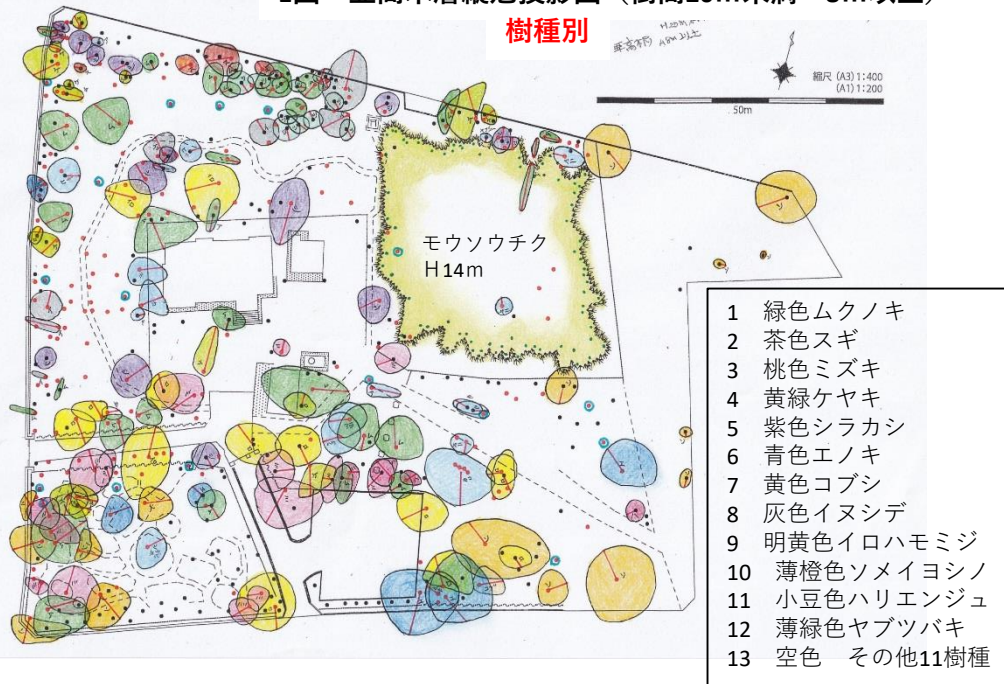 樹種別
縮尺 (A3) 1:400
(A1) 1:200
50m
モウソウチク
H14m
1 緑色ムクノキ
2 茶色スギ
3 桃色ミズキ
4 黄緑ケヤキ
5 紫色シラカシ
6 青色エノキ
7 黄色コブシ
8 灰色イヌシデ
9 明黄色イロハモミジ
10 薄橙色ソメイヨシノ
11 小豆色ハリエンジュ
12 薄緑色ヤブツバキ
13 空色 その他11樹種